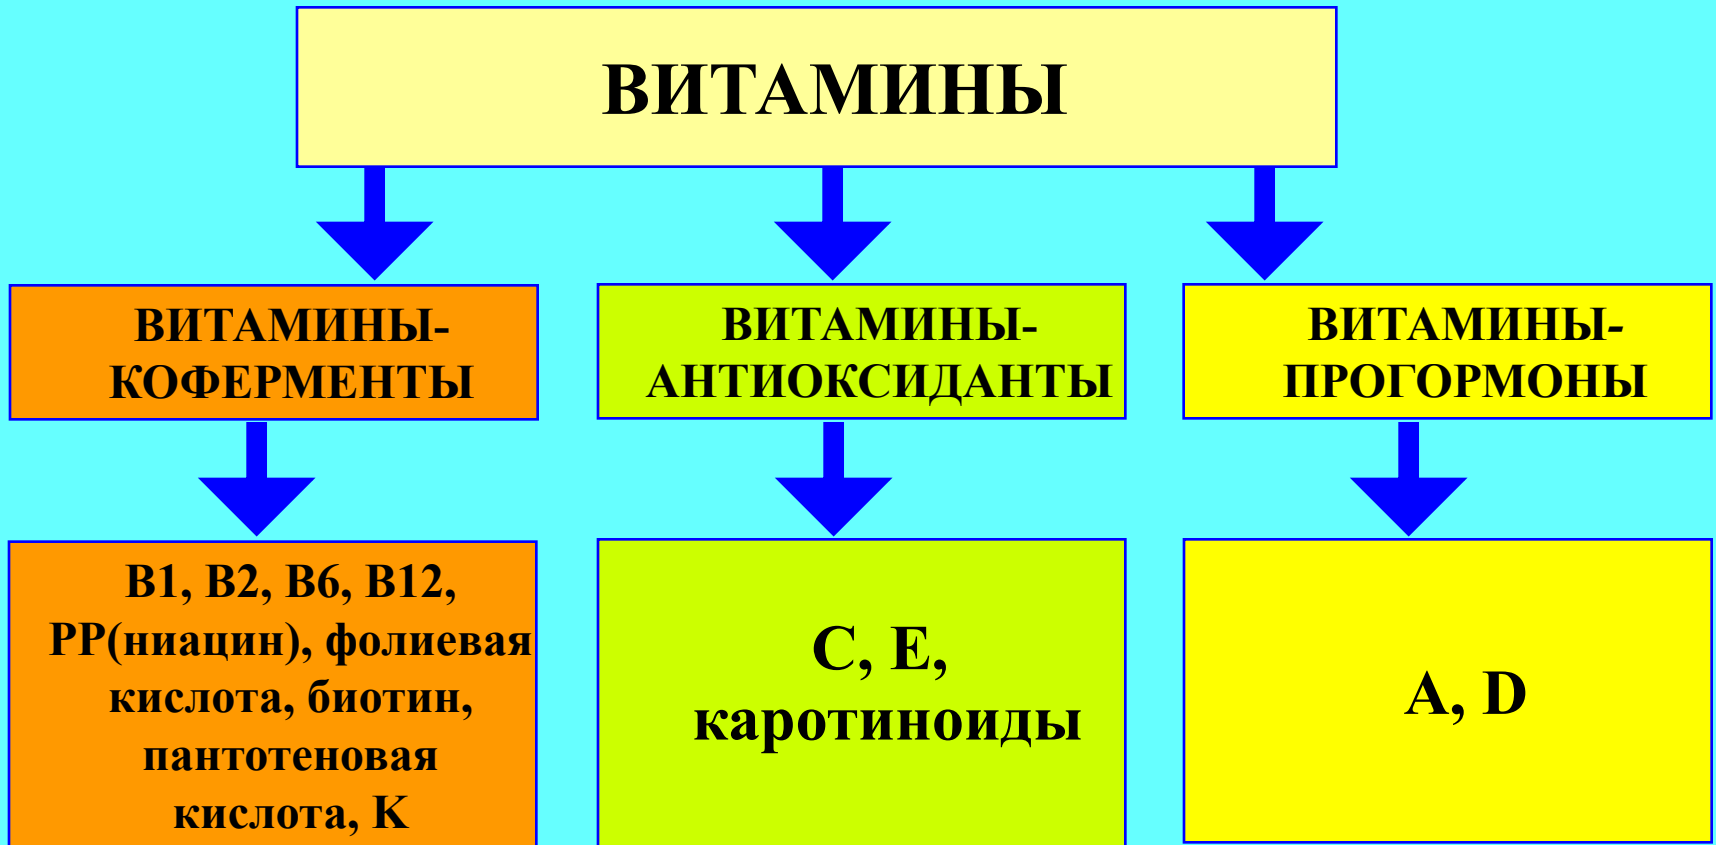 ВИТАМИНЫ
ВИТАМИНЫ-
КОФЕРМЕНТЫ
ВИТАМИНЫ-
АНТИОКСИДАНТЫ
ВИТАМИНЫ-
ПРОГОРМОНЫ
В1, В2, В6, В12,
РР(ниацин), фолиевая
кислота, биотин,
пантотеновая
кислота, K
С, Е,
каротиноиды
А, D